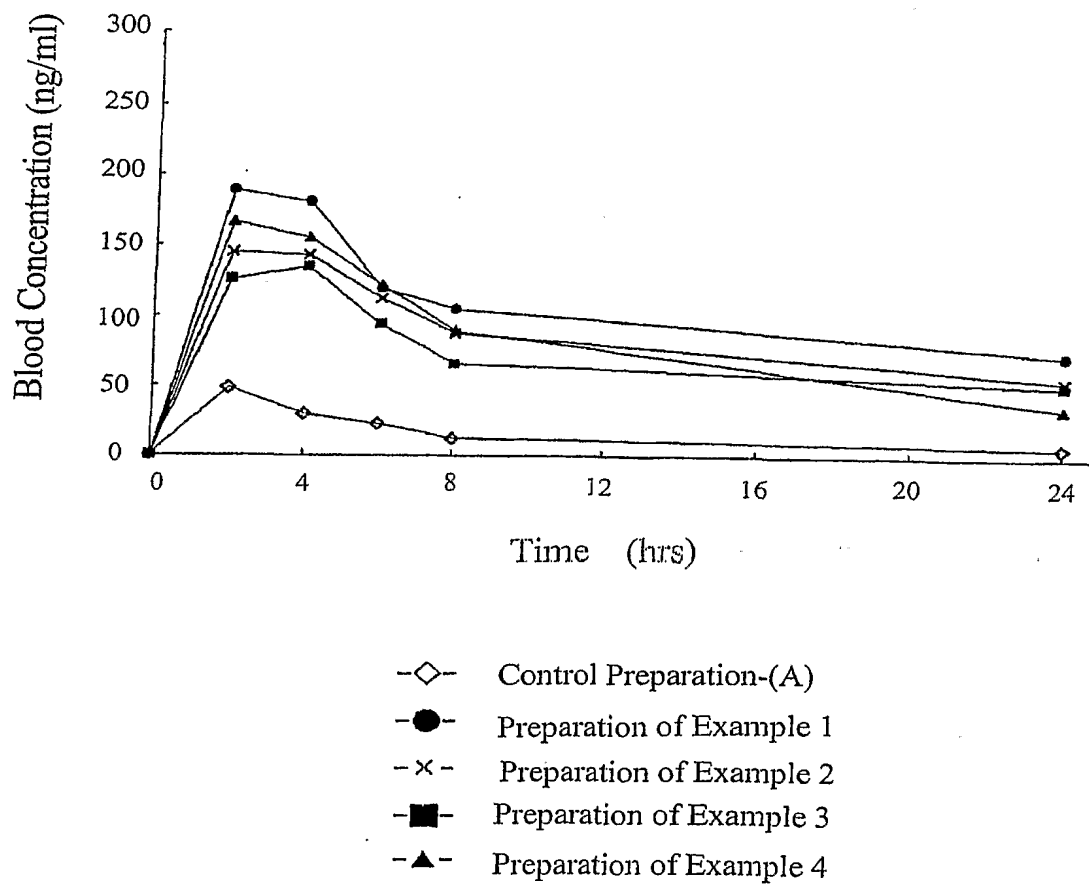 Blood Concentration (ng/ml)
300
250
200
150
100
50
0
0 4 8 12 16 20 24
Time (hrs)
Control Preparation-(A)
Preparation of Example 1
Preparation of Example 2
Preparation of Example 3
Preparation of Example 4